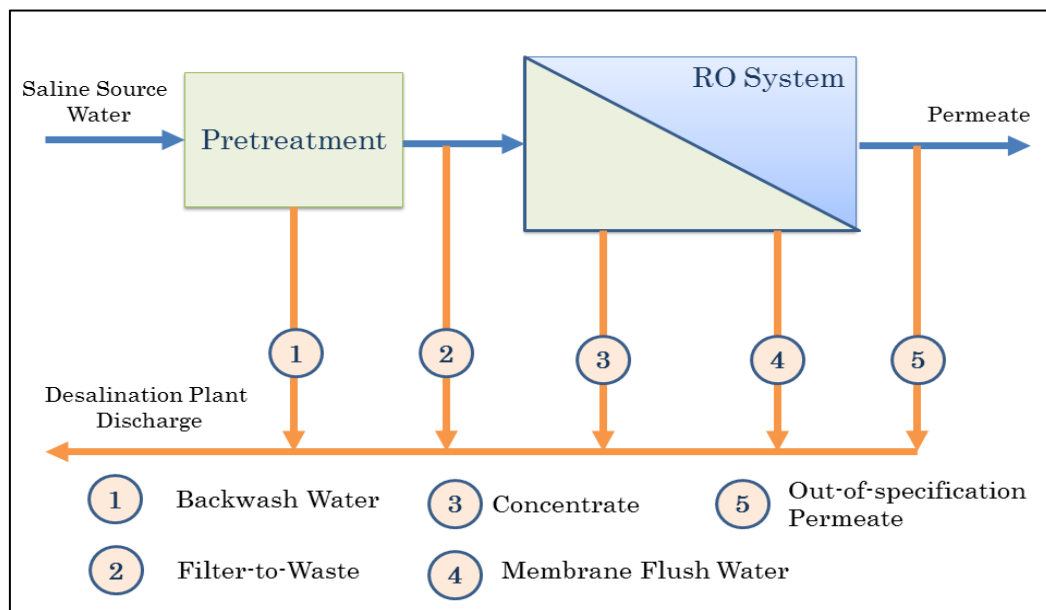 Saline Source
Water
Pretreatment
RO System
Permeate
1
2
3
4
5
Desalination Plant
Discharge
1 Backwash Water
3 Concentrate
5 Out-of-specification
Permeate
2 Filter-to-Waste
4 Membrane Flush Water